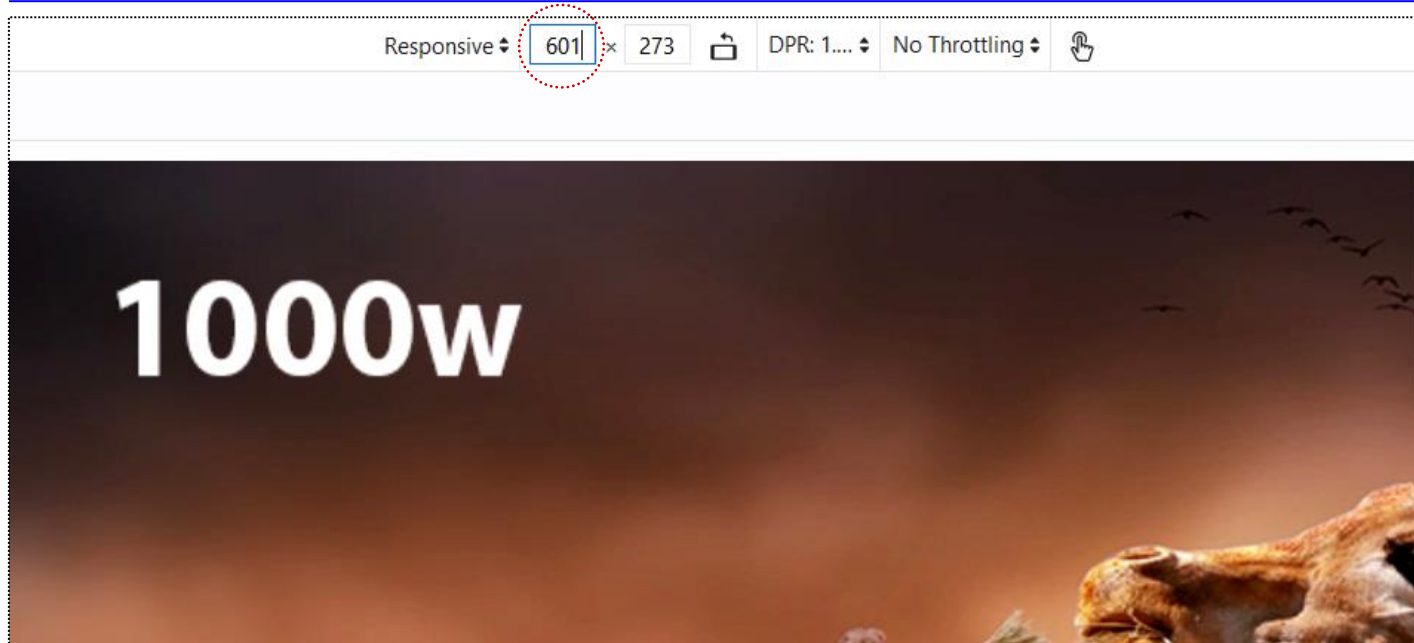 Responsive 601 × 273 DPR: 1.... No Throttling
1000w